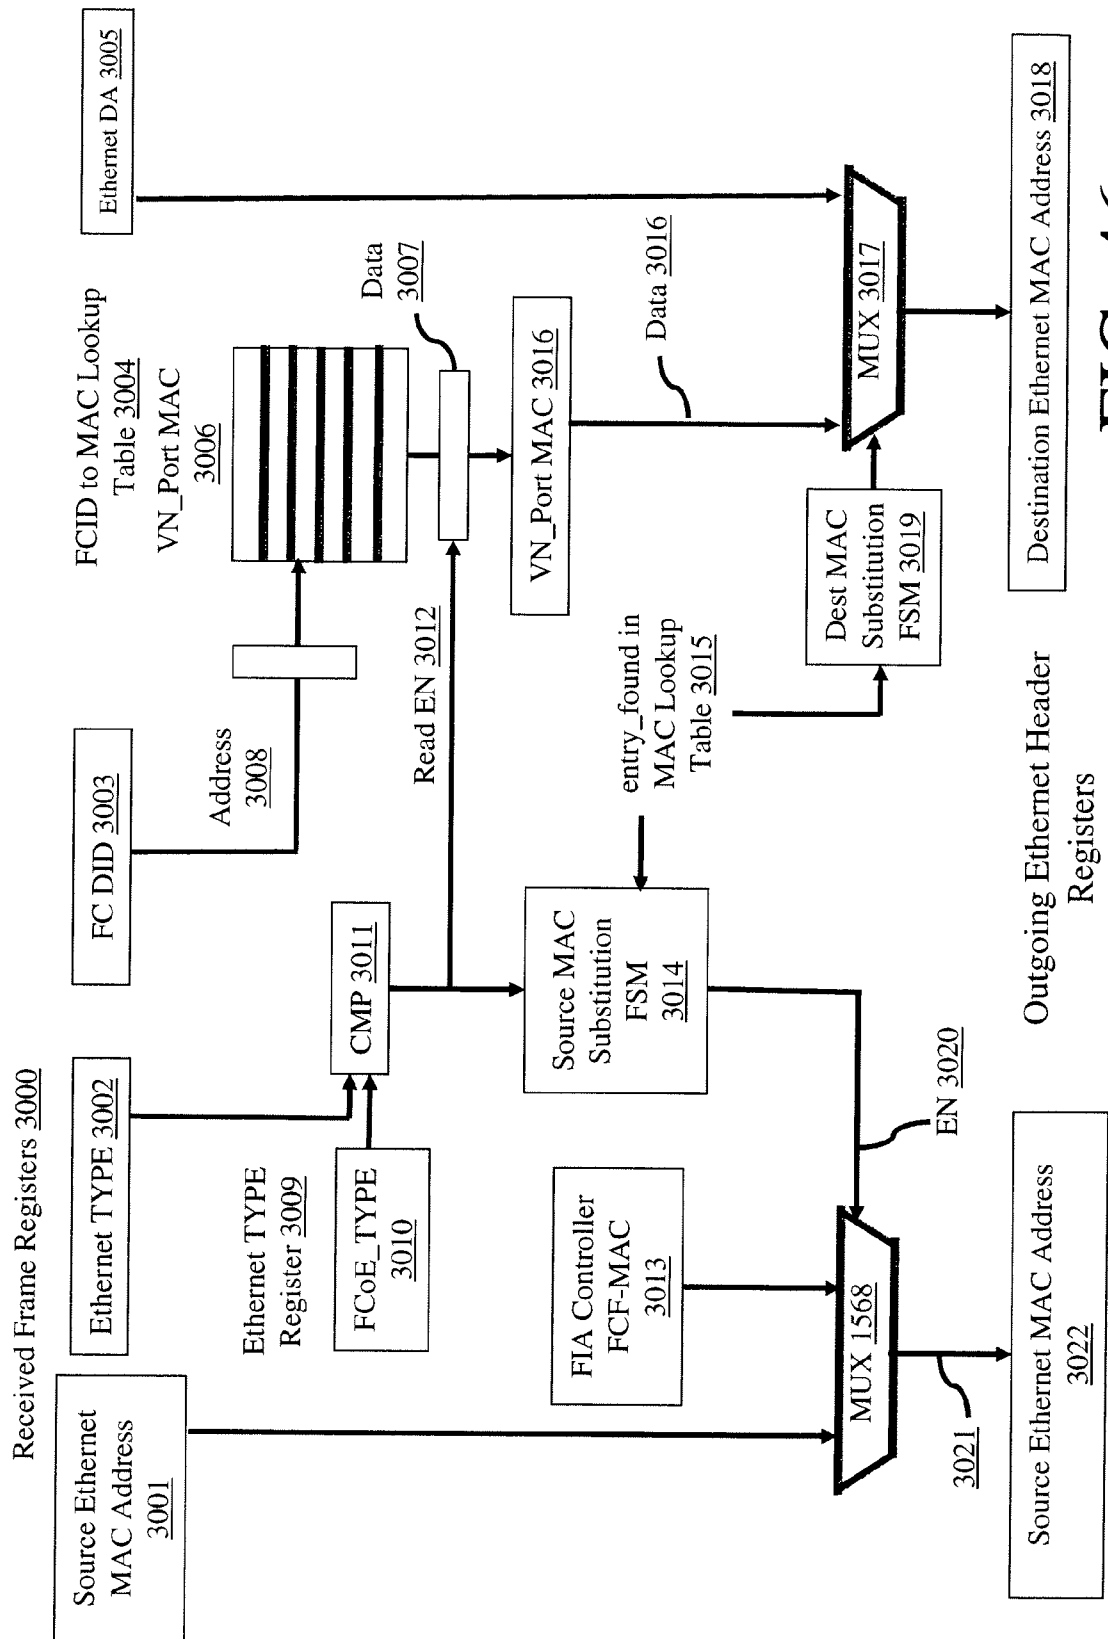 Received Frame Registers 3000
Source Ethernet
MAC Address
3001
Ethernet TYPE 3002
FC DID 3003
FCID to MAC Lookup
Table 3004
VN_Port MAC
3006
Ethernet DA 3005
Address
3008
Data
3007
Ethernet TYPE
Register 3009
FCoE_TYPE
3010
CMP 3011
Read EN 3012
VN_Port MAC 3016
FIA Controller
FCF-MAC
3013
Source MAC
Substitution
FSM
3014
entry_found in
MAC Lookup
Table 3015
Data 3016
Dest MAC
Substitution
FSM 3019
MUX 1568
EN 3020
MUX 3017
3021
Source Ethernet MAC Address
3022
Outgoing Ethernet Header
Registers
Destination Ethernet MAC Address 3018